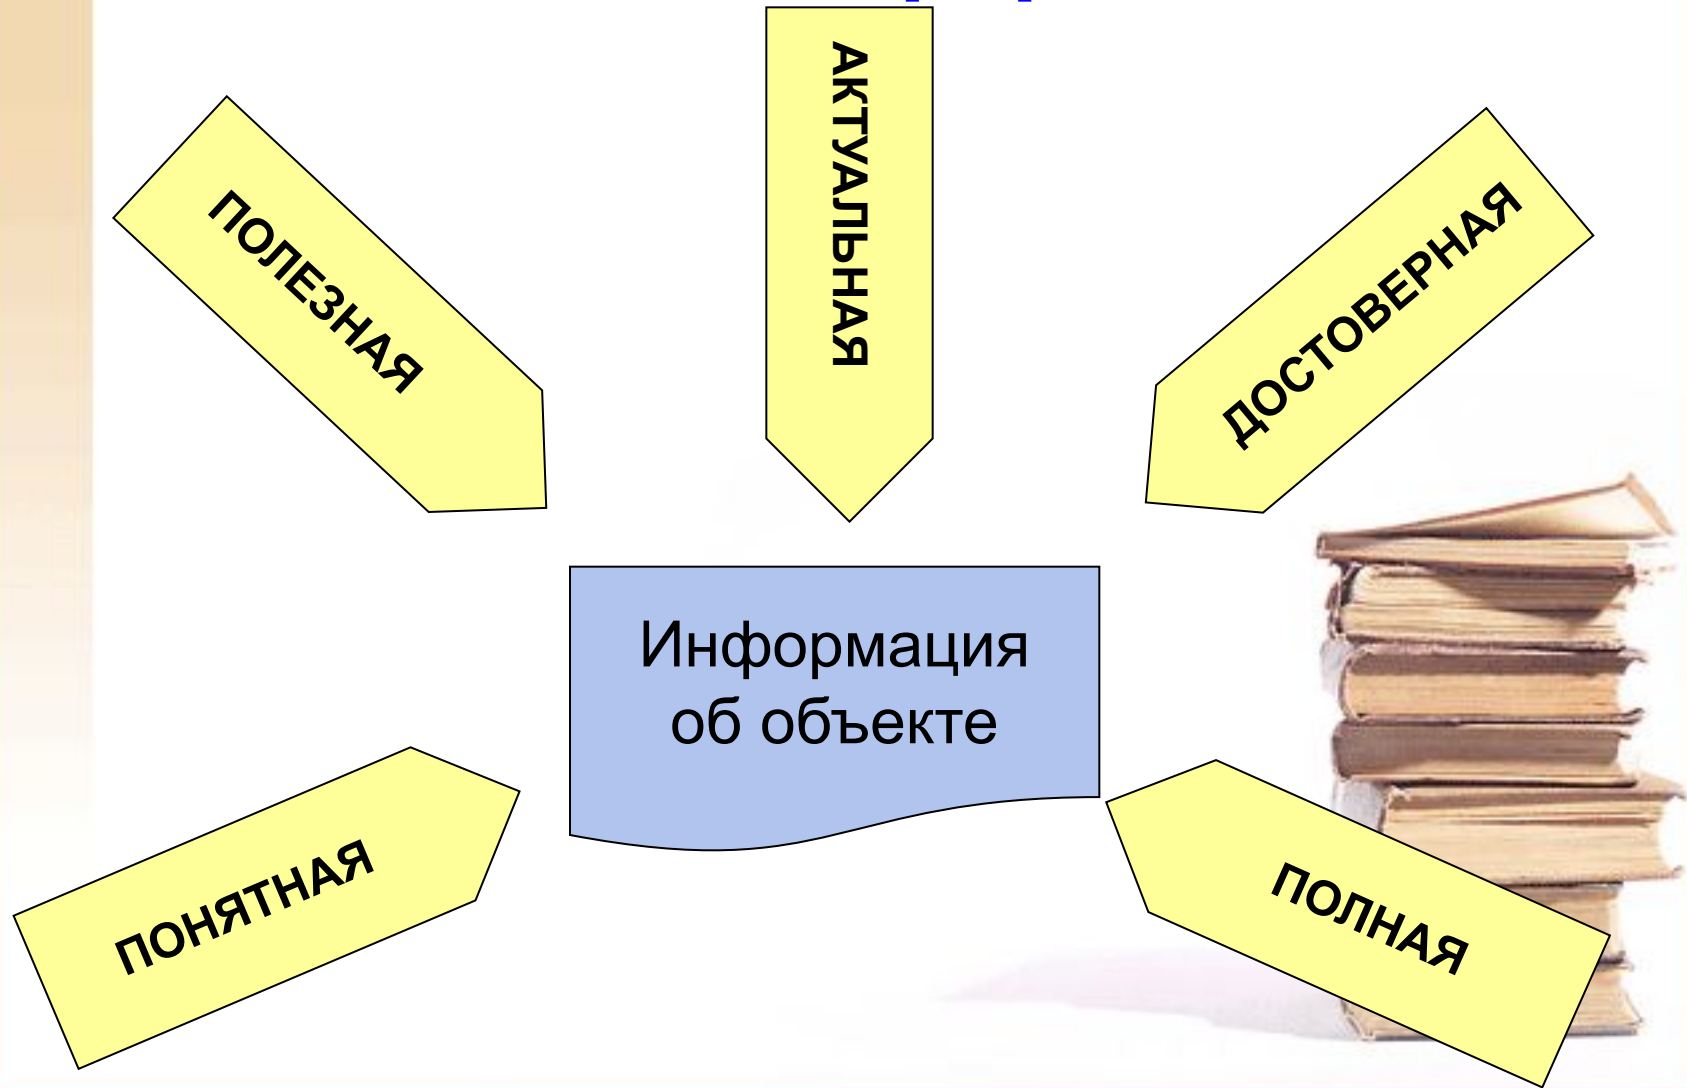 АКТУАЛЬНАЯ
ПОЛЕЗНАЯ
ДОСТОВЕРНАЯ
Информация
об объекте
ПОНЯТНАЯ
ПОЛНАЯ